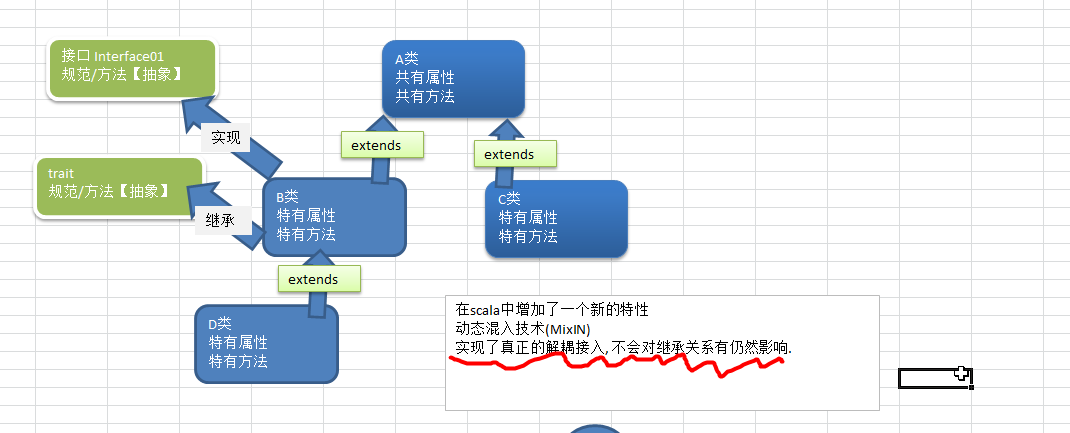 接口 Interface01
规范/方法【抽象】
A类
共有属性
共有方法
实现
extends
extends
trait
规范/方法【抽象】
继承
B类
特有属性
特有方法
C类
特有属性
特有方法
extends
D类
特有属性
特有方法
在scala中增加了一个新的特性
动态混入技术(MixIN)
实现了真正的解耦接入,不会对继承关系有仍然影响.